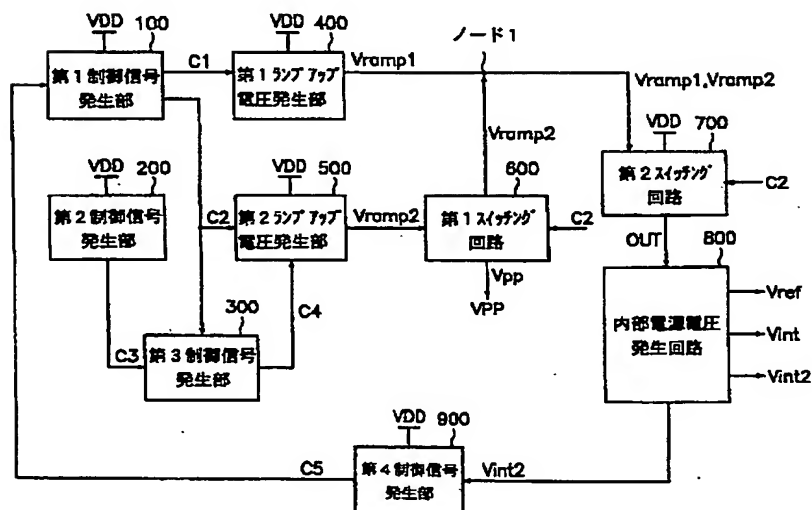 VDD 100
第1制御信号
発生部
C1
VDD 400
第1ランプアップ
電圧発生部
Vramp1
ノード1
Vramp1,Vramp2
VDD 700
第2スイッチング
回路
C2
VDD 200
第2制御信号
発生部
C2
VDD 500
第2ランプアップ
電圧発生部
Vramp2
Vramp2
600
第1スイッチング
回路
C2
Vpp
VPP
OUT
800
内部電源電圧
発生回路
Vref
Vint
Vint2
C3
300
第3制御信号
発生部
C4
VDD 900
第4制御信号
発生部
C5
Vint2